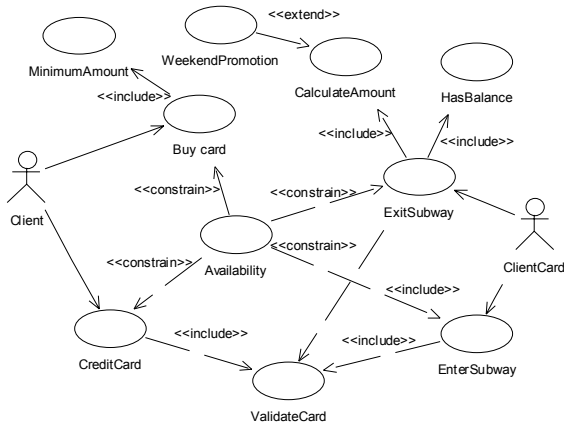 <<extend>>
MinimumAmount
WeekendPromotion
CalculateAmount
HasBalance
<<include>>
Buy card
<<include>>
<<include>>
Client
<<constrain>>
<<constrain>>
ExitSubway
<<constrain>>
ClientCard
<<constrain>>
Availability
<<include>>
CreditCard
<<include>>
<<include>>
EnterSubway
ValidateCard